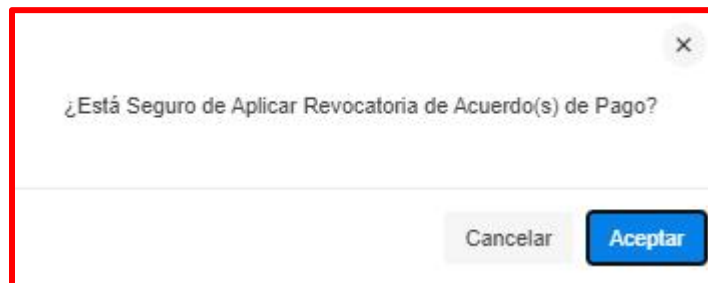 ¿Está Seguro de Aplicar Revocatoria de Acuerdo(s) de Pago?
Cancelar Aceptar